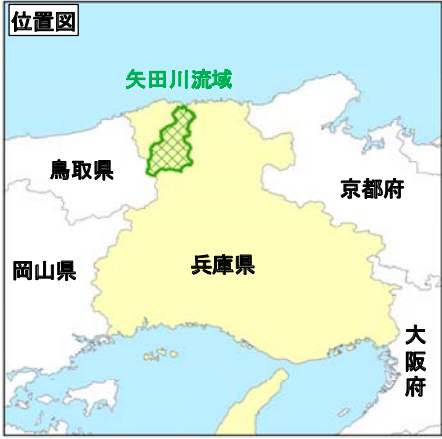 位置図
矢田川流域
鳥取県
京都府
兵庫県
岡山県
大阪府